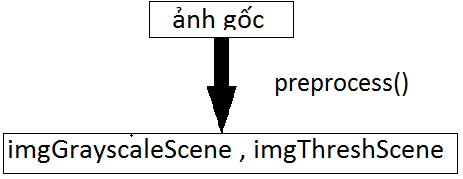 ảnh gốc
preprocess()
imgGrayscaleScene , imgThreshScene